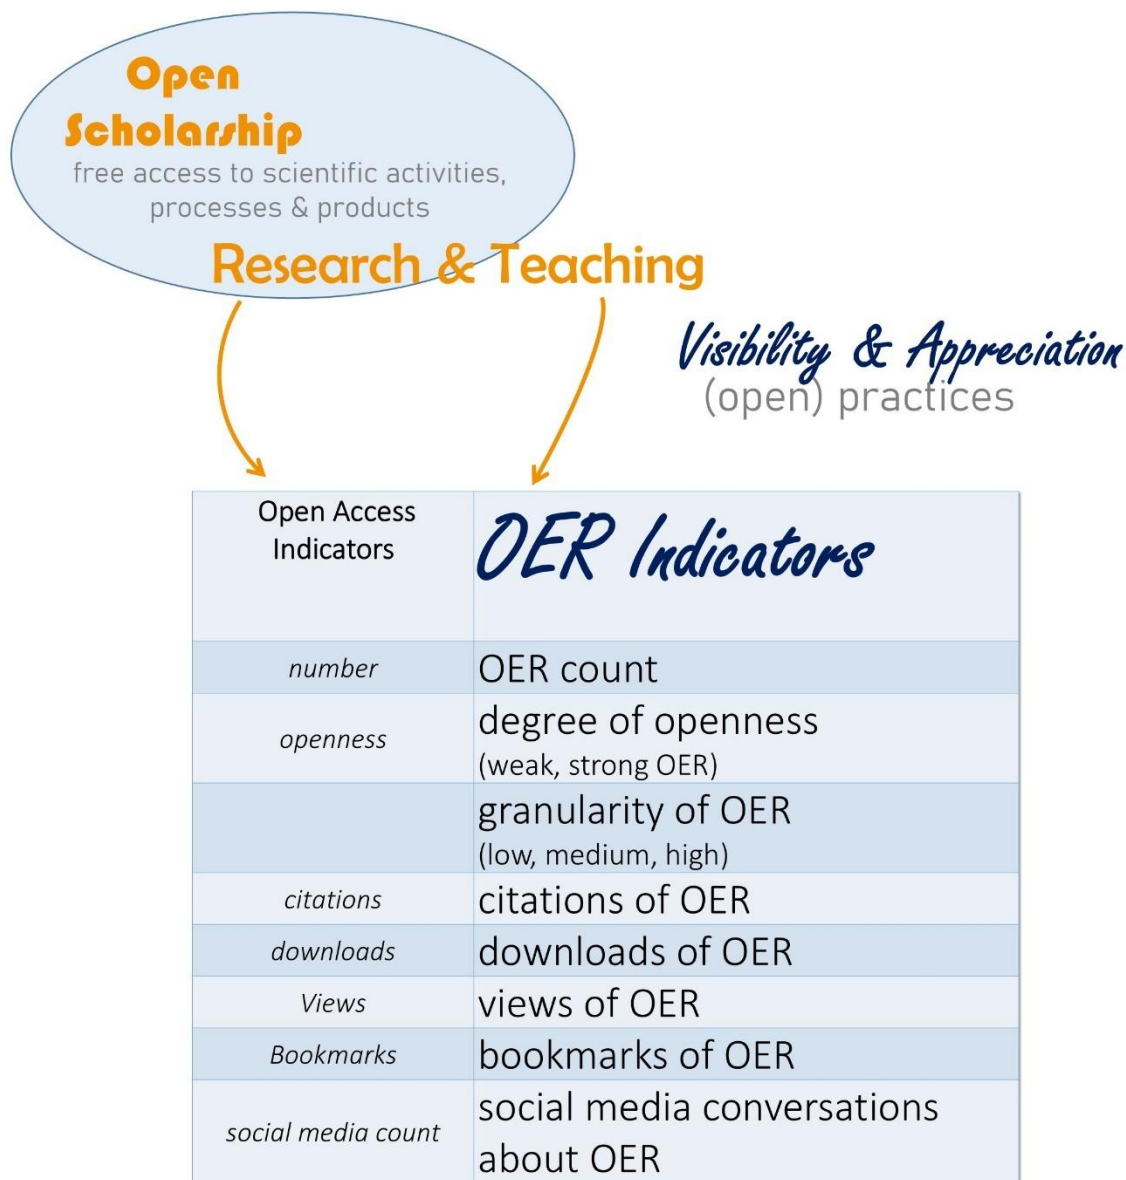 Open
Scholarship
free access to scientific activities,
processes & products
Research & Teaching
Visibility & Appreciation
(open) practices
Open Access
Indicators
OER Indicators
number
OER count
openness
degree of openness
(weak, strong OER)
granularity of OER
(low, medium, high)
citations
citations of OER
downloads
downloads of OER
Views
views of OER
Bookmarks
bookmarks of OER
social media count
social media conversations
about OER